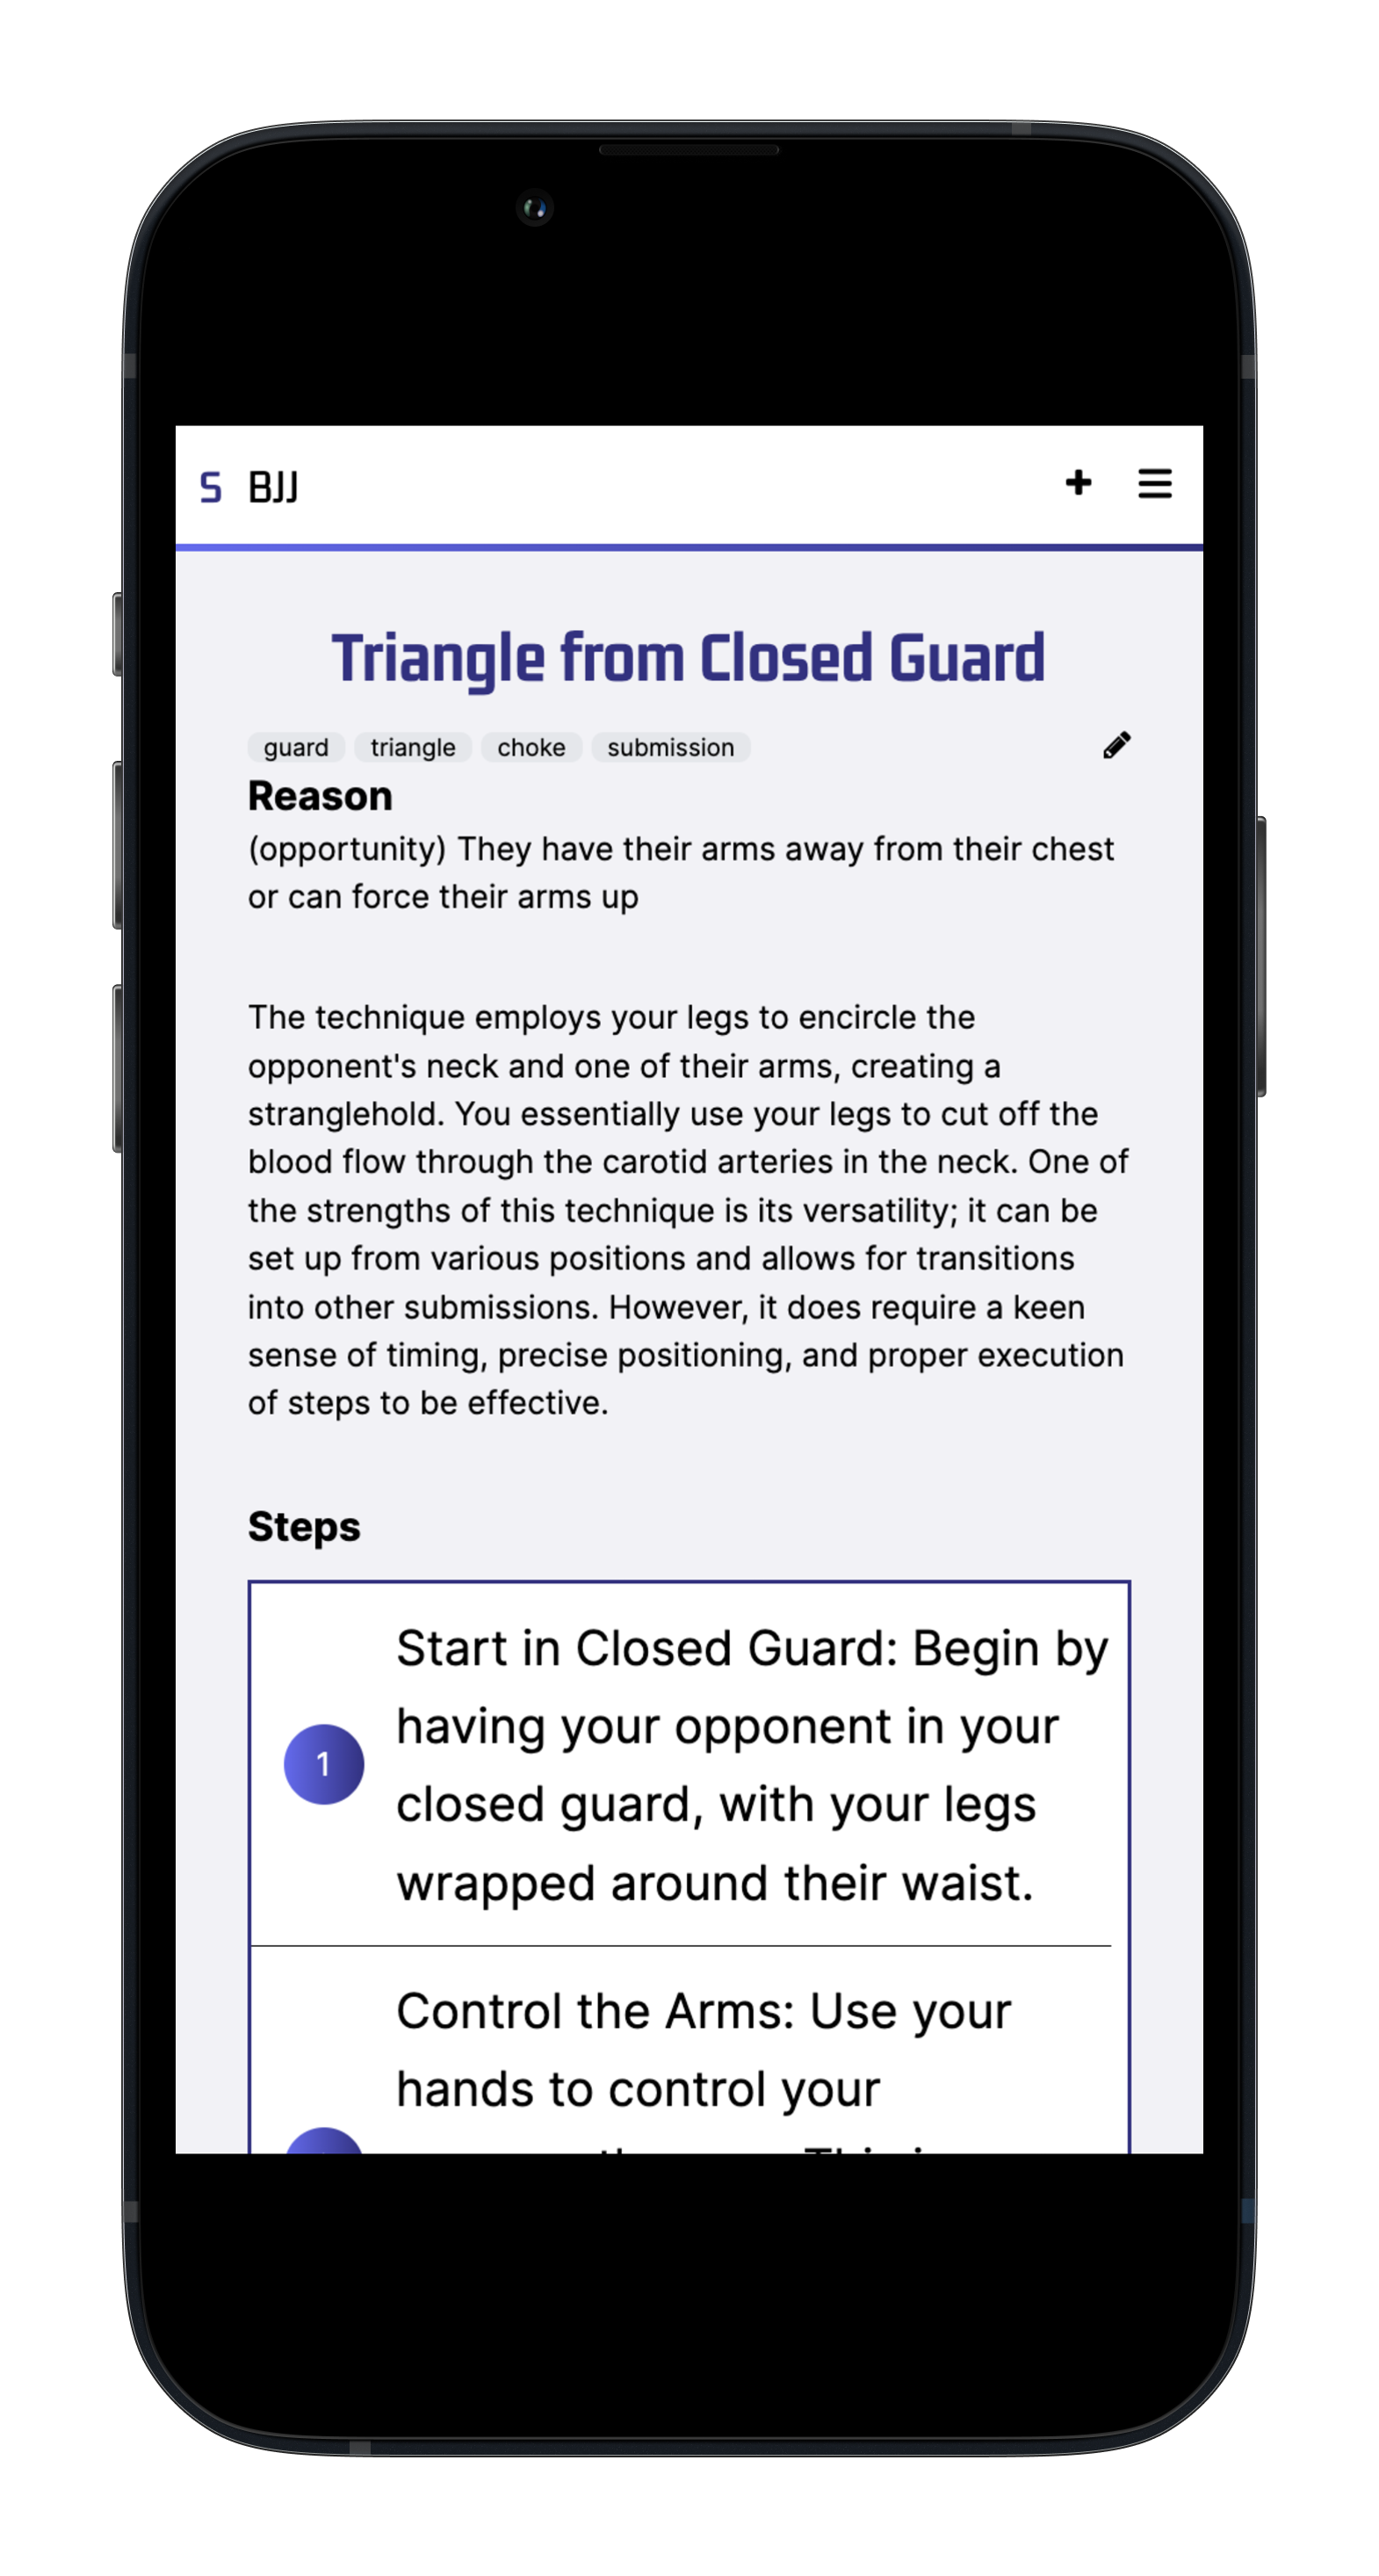 S BJJ
Triangle from Closed Guard
guard triangle choke submission
Reason
(opportunity) They have their arms away from their chest
or can force their arms up
The technique employs your legs to encircle the
opponent's neck and one of their arms, creating a
stranglehold. You essentially use your legs to cut off the
blood flow through the carotid arteries in the neck. One of
the strengths of this technique is its versatility; it can be
set up from various positions and allows for transitions
into other submissions. However, it does require a keen
sense of timing, precise positioning, and proper execution
of steps to be effective.
Steps
1
Start in Closed Guard: Begin by
having your opponent in your
closed guard, with your legs
wrapped around their waist.
Control the Arms: Use your
hands to control your